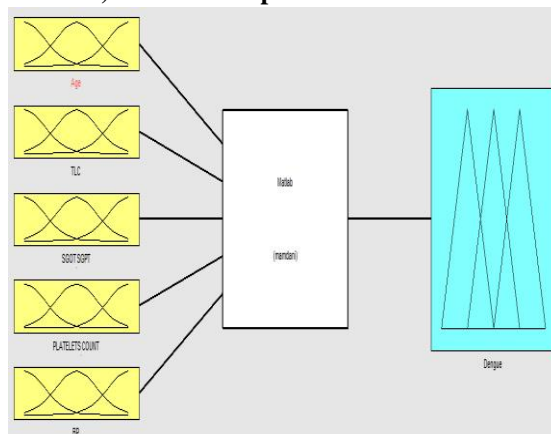 Age
TLC
SGOT SGPT
PLATELETS COUNT
Matlab
(mamdani)
Dengue